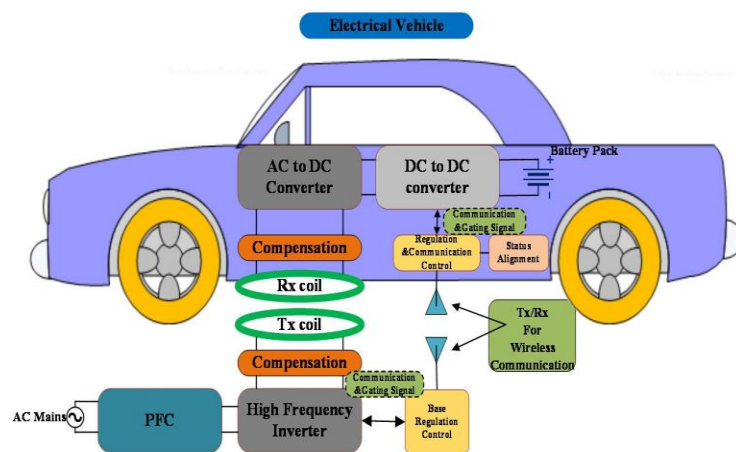 Electrical Vehicle
AC to DC
Converter
DC to DC
converter
Battery Pack
+
-
Communication
&Gating Signal
Compensation
Regulation
&Communication
Control
Status
Alignment
Rx coil
Tx coil
Tx/Rx
For
Wireless
Communication
Compensation
Communication
&Gating Signal
AC Mains
PFC
High Frequency
Inverter
Base
Regulation
Control